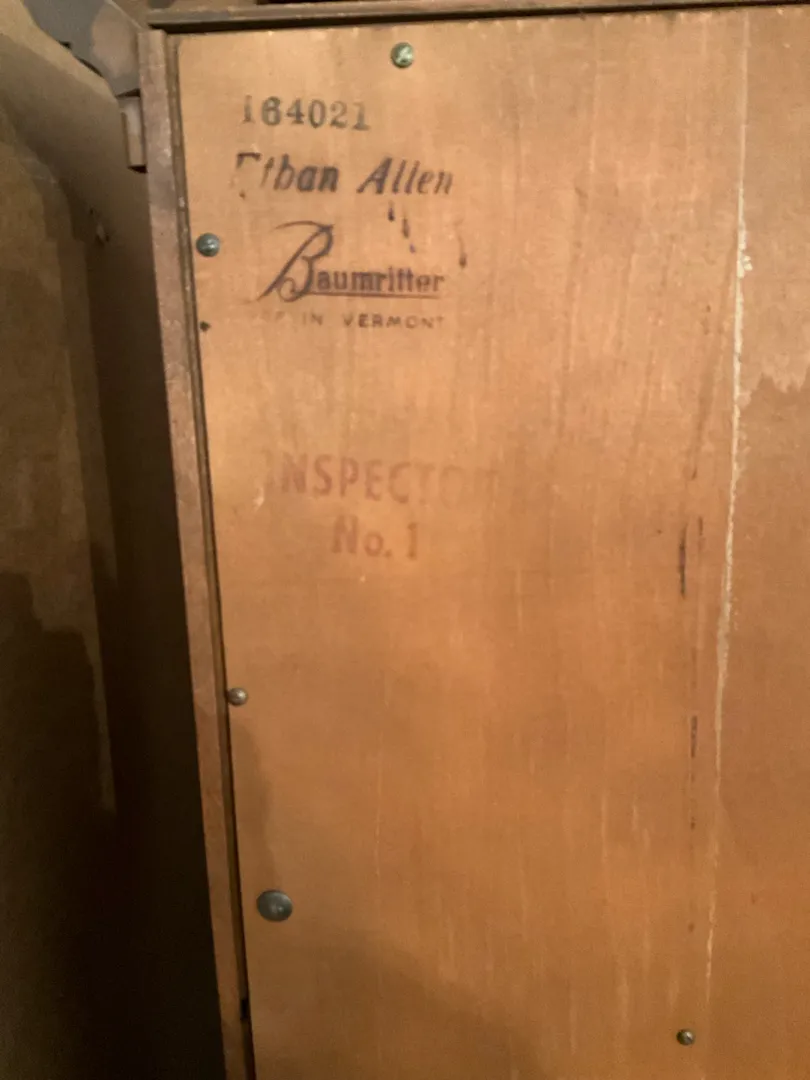 164021
Ethan Allen
Baumritter
IN VERMONT
INSPECTOR
No. 1